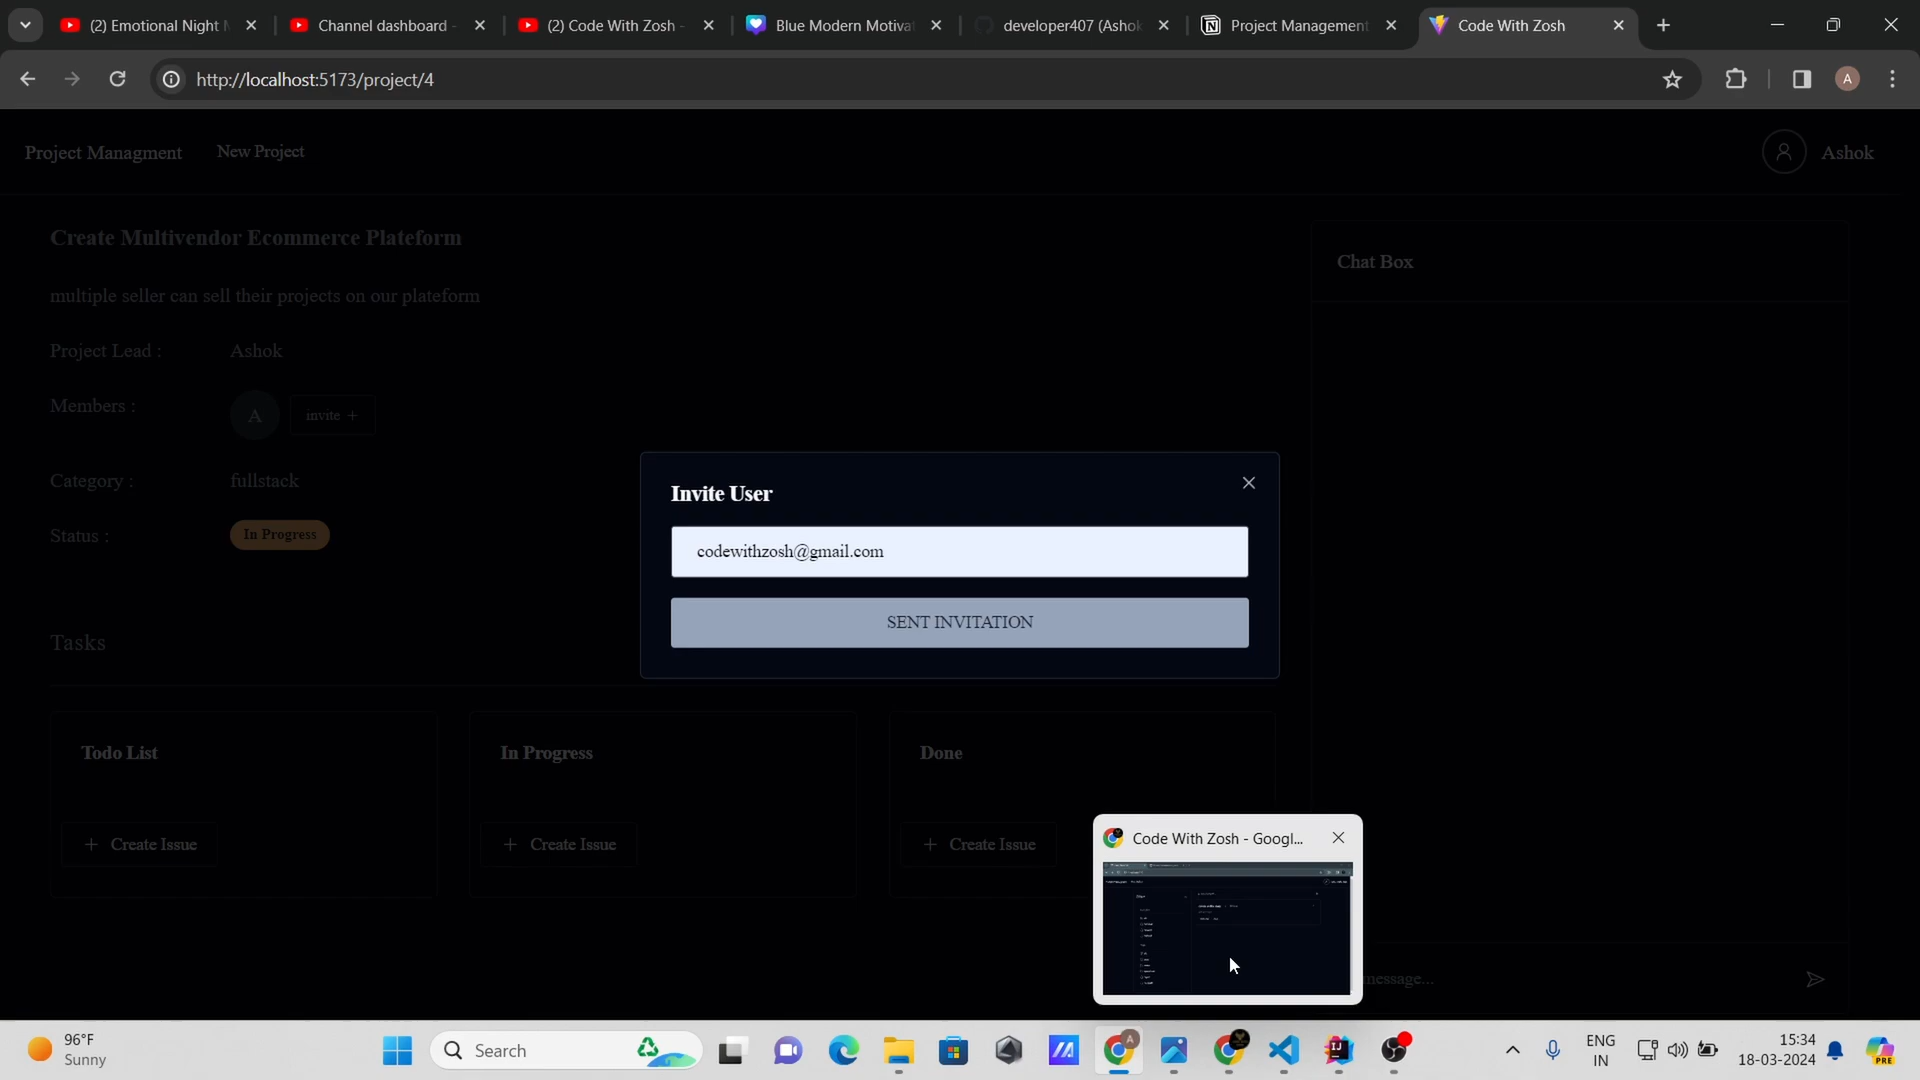 (2) Emotional Night M
Channel dashboard -
(2) Code With Zosh -
Blue Modern Motivat
developer407 (Ashok
Project Management
Code With Zosh
http://localhost:5173/project/4
A
Project Managment
New Project
Ashok
Create Multivendor Ecommerce Plateform
multiple seller can sell their projects on our plateform
Project Lead :
Ashok
Members :
A
invite +
Category :
fullstack
Status :
In Progress
Chat Box
Invite User
codewithzosh@gmail.com
SENT INVITATION
Tasks
Todo List
In Progress
Done
+ Create Issue
+ Create Issue
+ Create Issue
Code With Zosh - Googl...
message...
96°F
Sunny
Search
A
ENG
IN
15:34
18-03-2024
PRE